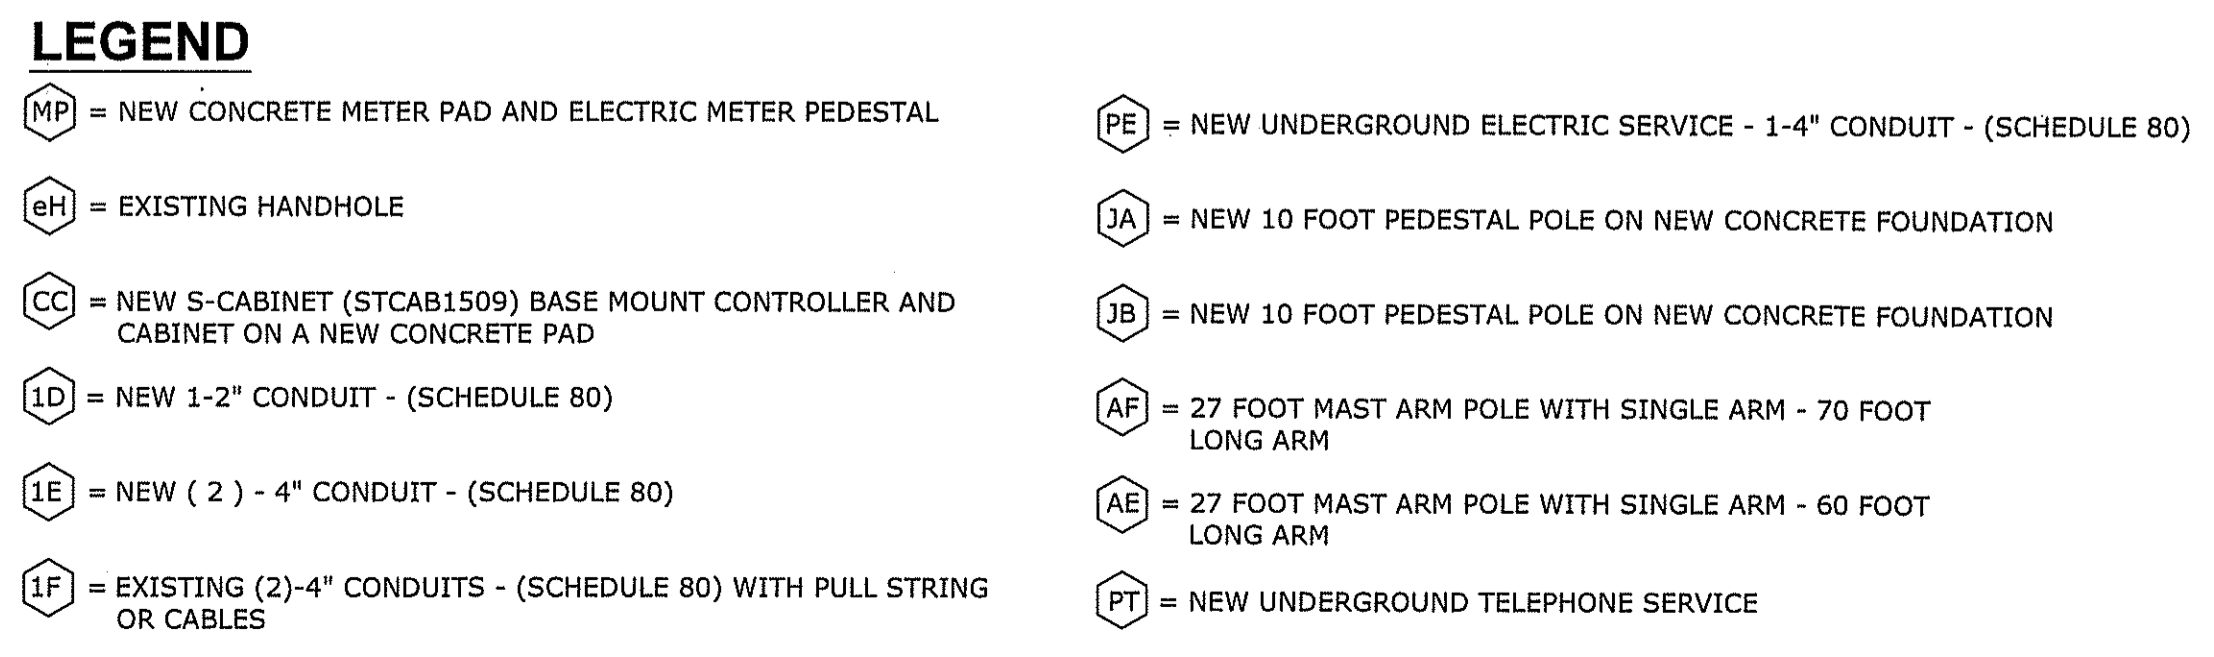 LEGEND
MP = NEW CONCRETE METER PAD AND ELECTRIC METER PEDESTAL
eH = EXISTING HANDHOLE
CC = NEW S-CABINET (STCAB1509) BASE MOUNT CONTROLLER AND
CABINET ON A NEW CONCRETE PAD
1D = NEW 1-2" CONDUIT - (SCHEDULE 80)
1E = NEW ( 2 ) - 4" CONDUIT - (SCHEDULE 80)
1F = EXISTING (2)-4" CONDUITS - (SCHEDULE 80) WITH PULL STRING
OR CABLES
PE = NEW UNDERGROUND ELECTRIC SERVICE - 1-4" CONDUIT - (SCHEDULE 80)
JA = NEW 10 FOOT PEDESTAL POLE ON NEW CONCRETE FOUNDATION
JB = NEW 10 FOOT PEDESTAL POLE ON NEW CONCRETE FOUNDATION
AF = 27 FOOT MAST ARM POLE WITH SINGLE ARM - 70 FOOT
LONG ARM
AE = 27 FOOT MAST ARM POLE WITH SINGLE ARM - 60 FOOT
LONG ARM
PT = NEW UNDERGROUND TELEPHONE SERVICE